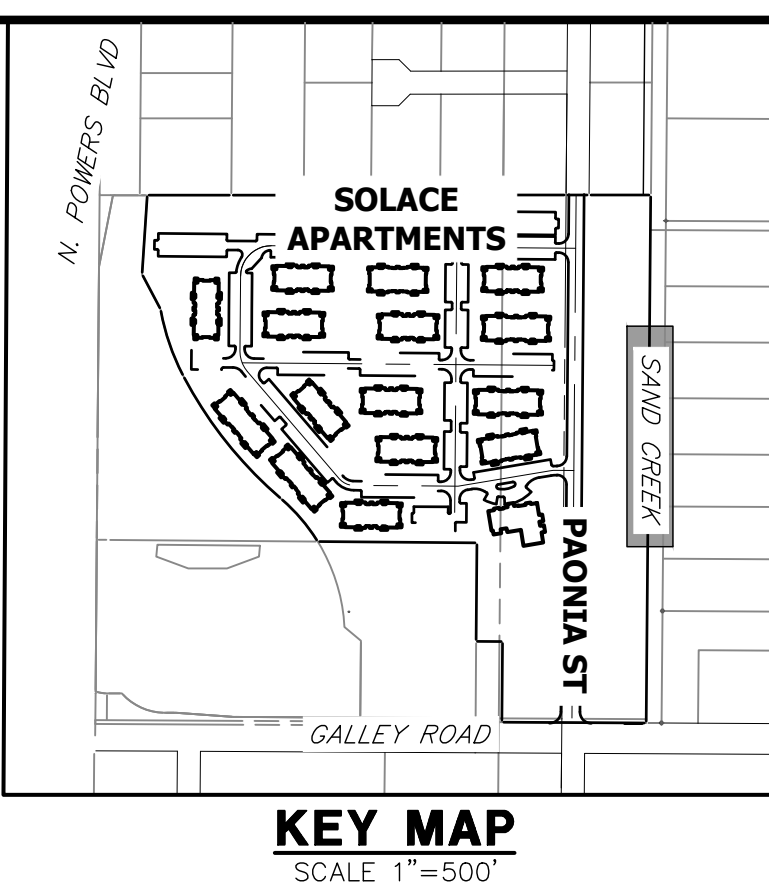 N. POWERS BLVD
SOLACE
APARTMENTS
SAND CREEK
PAONIA ST
GALLEY ROAD
KEY MAP
SCALE 1"=500'